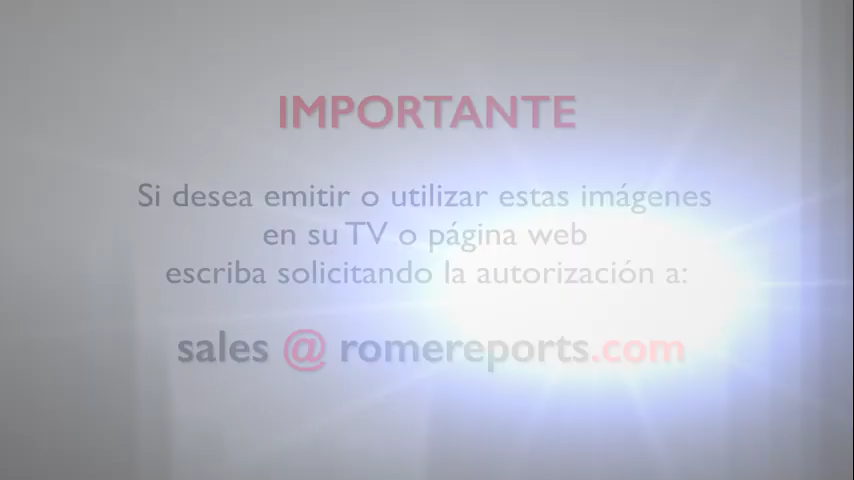 IMPORTANTE
Si desea emitir o utilizar estas imágenes
en su TV o página web
escriba solicitando la autorización a:
sales @ romereports.com